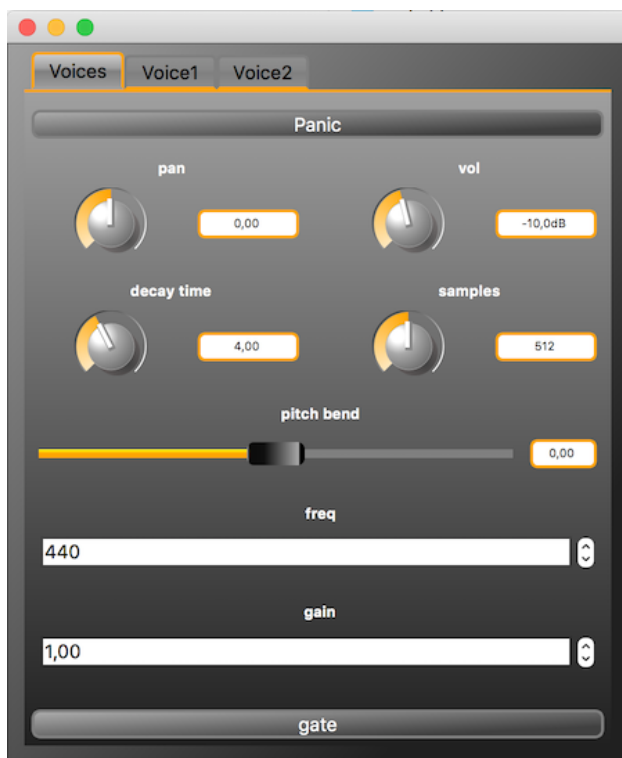 Voices Voice1 Voice2
Panic
pan vol
0,00 -10,0dB
decay time samples
4,00 512
pitch bend
0,00
freq
440
gain
1,00
gate